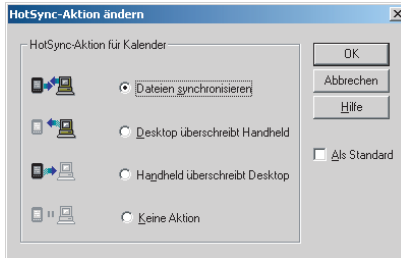 HotSync-Aktion ändern
HotSync-Aktion für Kalender
Dateien synchronisieren
Desktop überschreibt Handheld
Handheld überschreibt Desktop
Keine Aktion
OK
Abbrechen
Hilfe
Als Standard